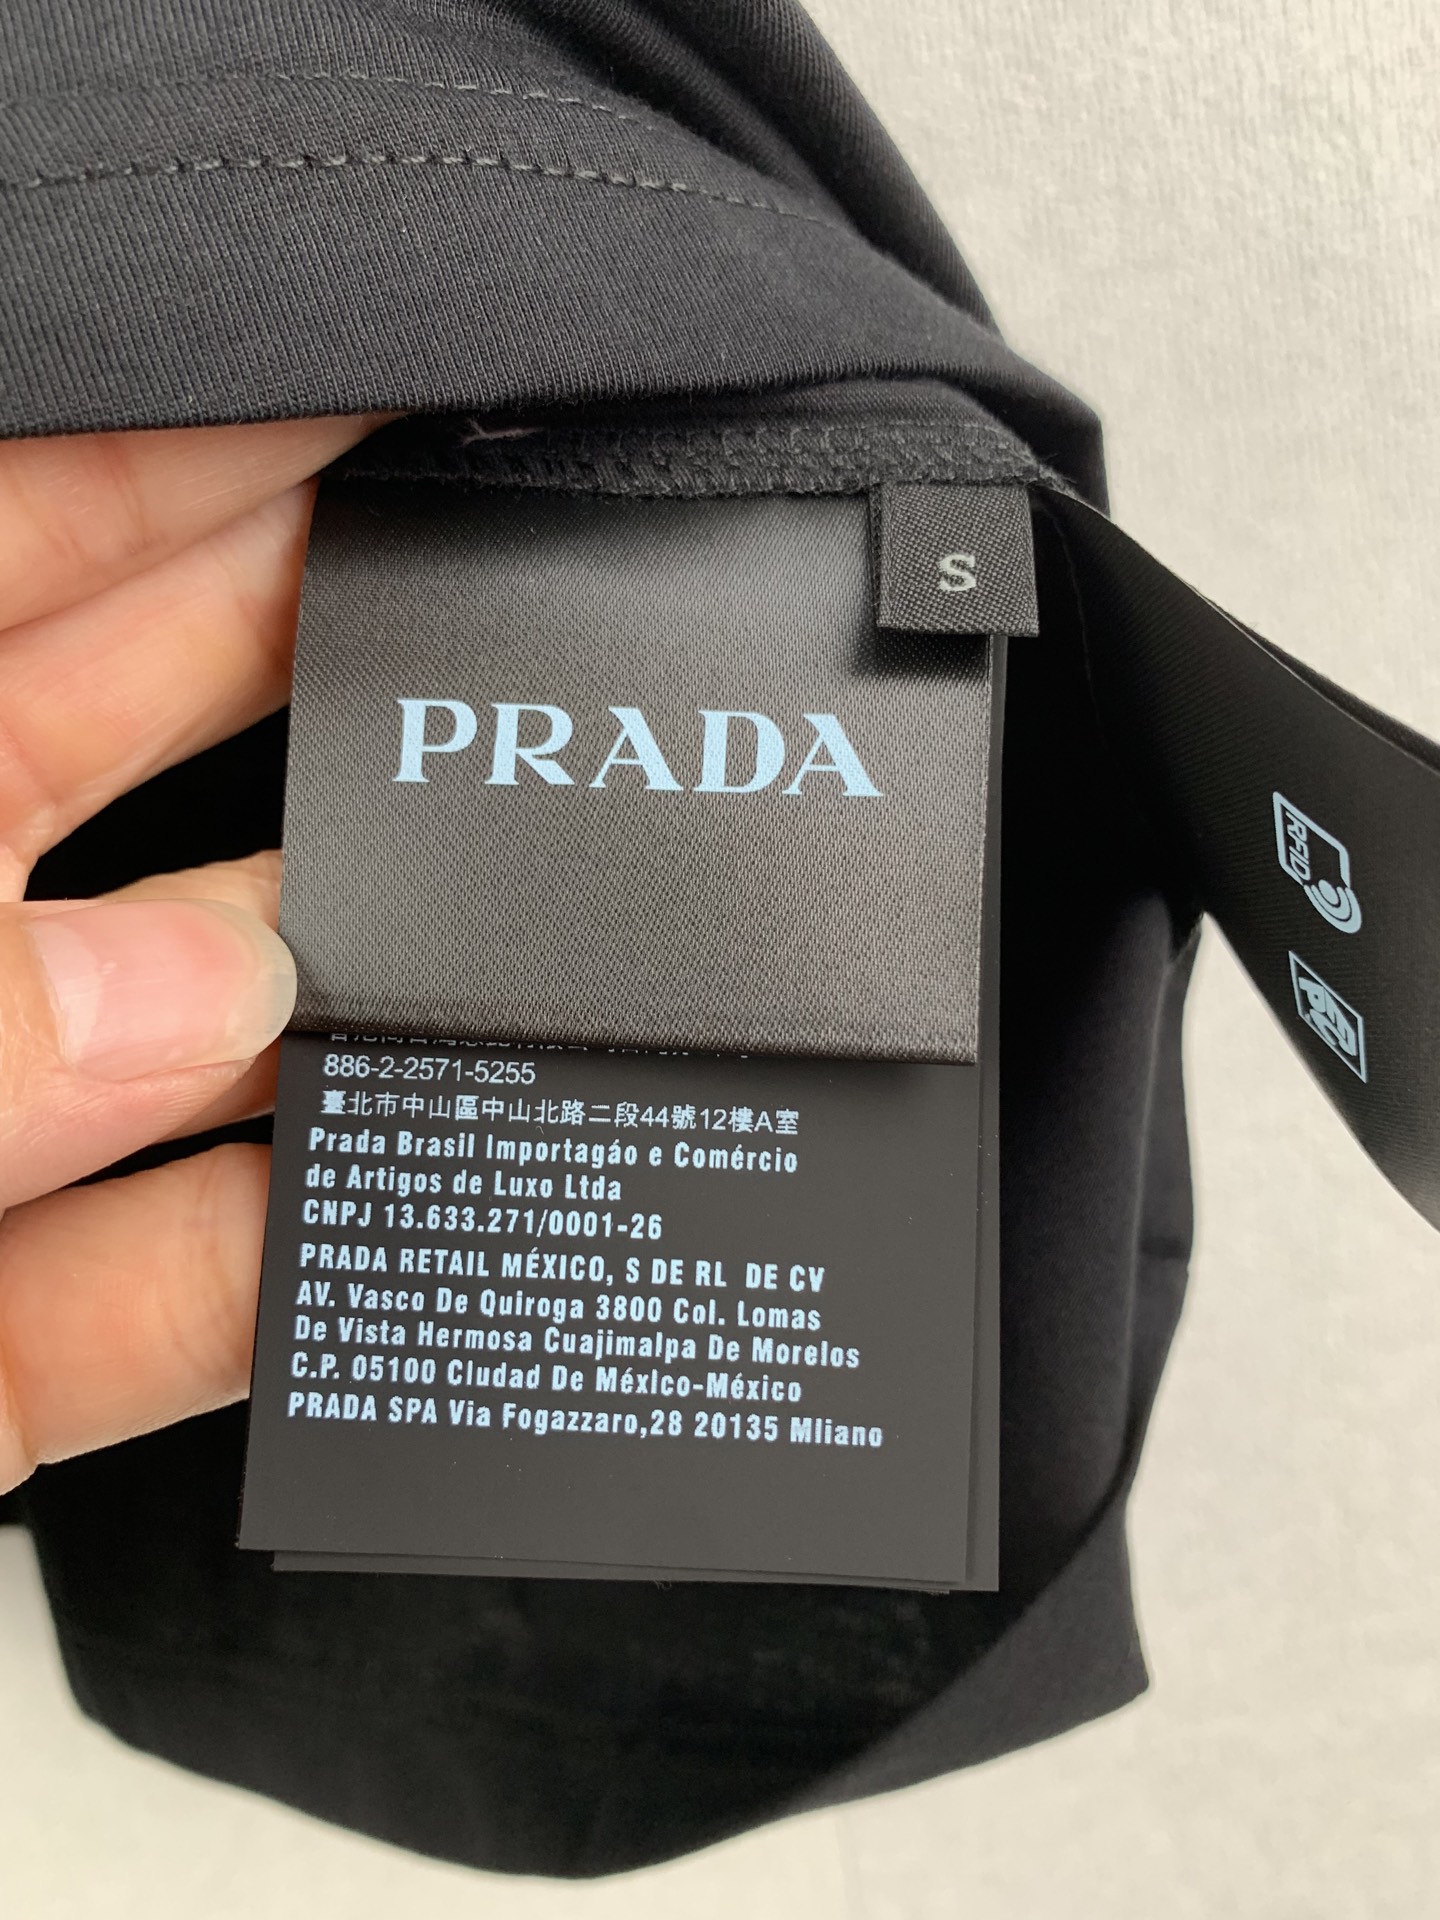 S
PRADA
RFID
886-2-2571-5255
臺北市中山區中山北路二段44號12樓A室
Prada Brasil Importagáo e Comércio
de Artigos de Luxo Ltda
CNPJ 13.633.271/0001-26
PRADA RETAIL MÉXICO, S DE RL DE CV
AV. Vasco De Quiroga 3800 Col. Lomas
De Vista Hermosa Cuajimalpa De Morelos
C.P. 05100 Cludad De Méxlco-Méxlco
PRADA SPA Via Fogazzaro,28 20135 Mllano